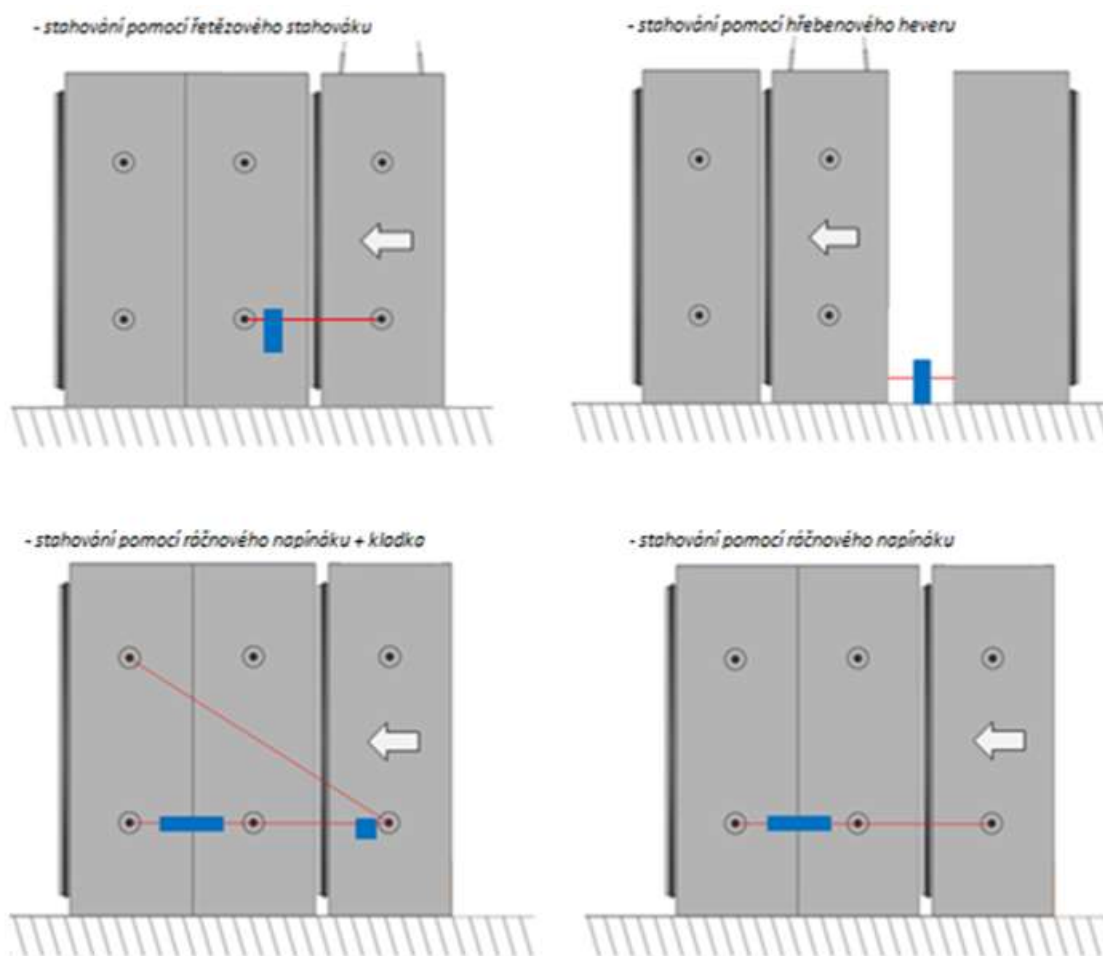 - stahování pomocí řetězového stahováku
- stahování pomocí hřebenového heveru
- stahování pomocí ráčnového napínáku + kladka
- stahování pomocí ráčnového napínáku